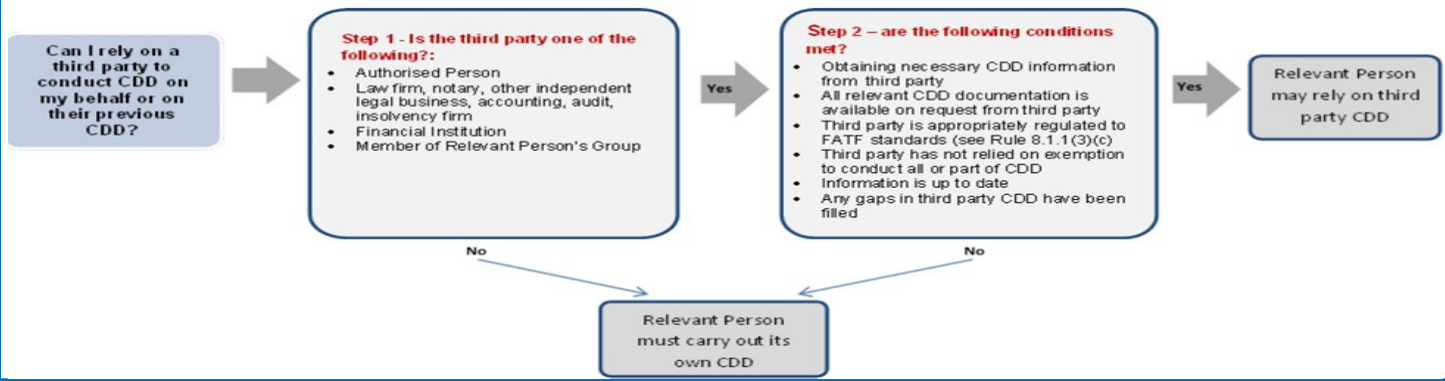 Can I rely on a
third party to
conduct CDD on
my behalf or on
their previous
CDD?
Step 1 - Is the third party one of the
following?:
• Authorised Person
• Law firm, notary, other independent
legal business, accounting, audit,
insolvency firm
• Financial Institution
• Member of Relevant Person's Group
Yes
Step 2 – are the following conditions
met?
• Obtaining necessary CDD information
from third party
• All relevant CDD documentation is
available on request from third party
• Third party is appropriately regulated to
FATF standards (see Rule 8.1.1(3)(c)
• Third party has not relied on exemption
to conduct all or part of CDD
• Information is up to date
• Any gaps in third party CDD have been
filled
Yes
Relevant Person
may rely on third
party CDD
No
No
Relevant Person
must carry out its
own CDD